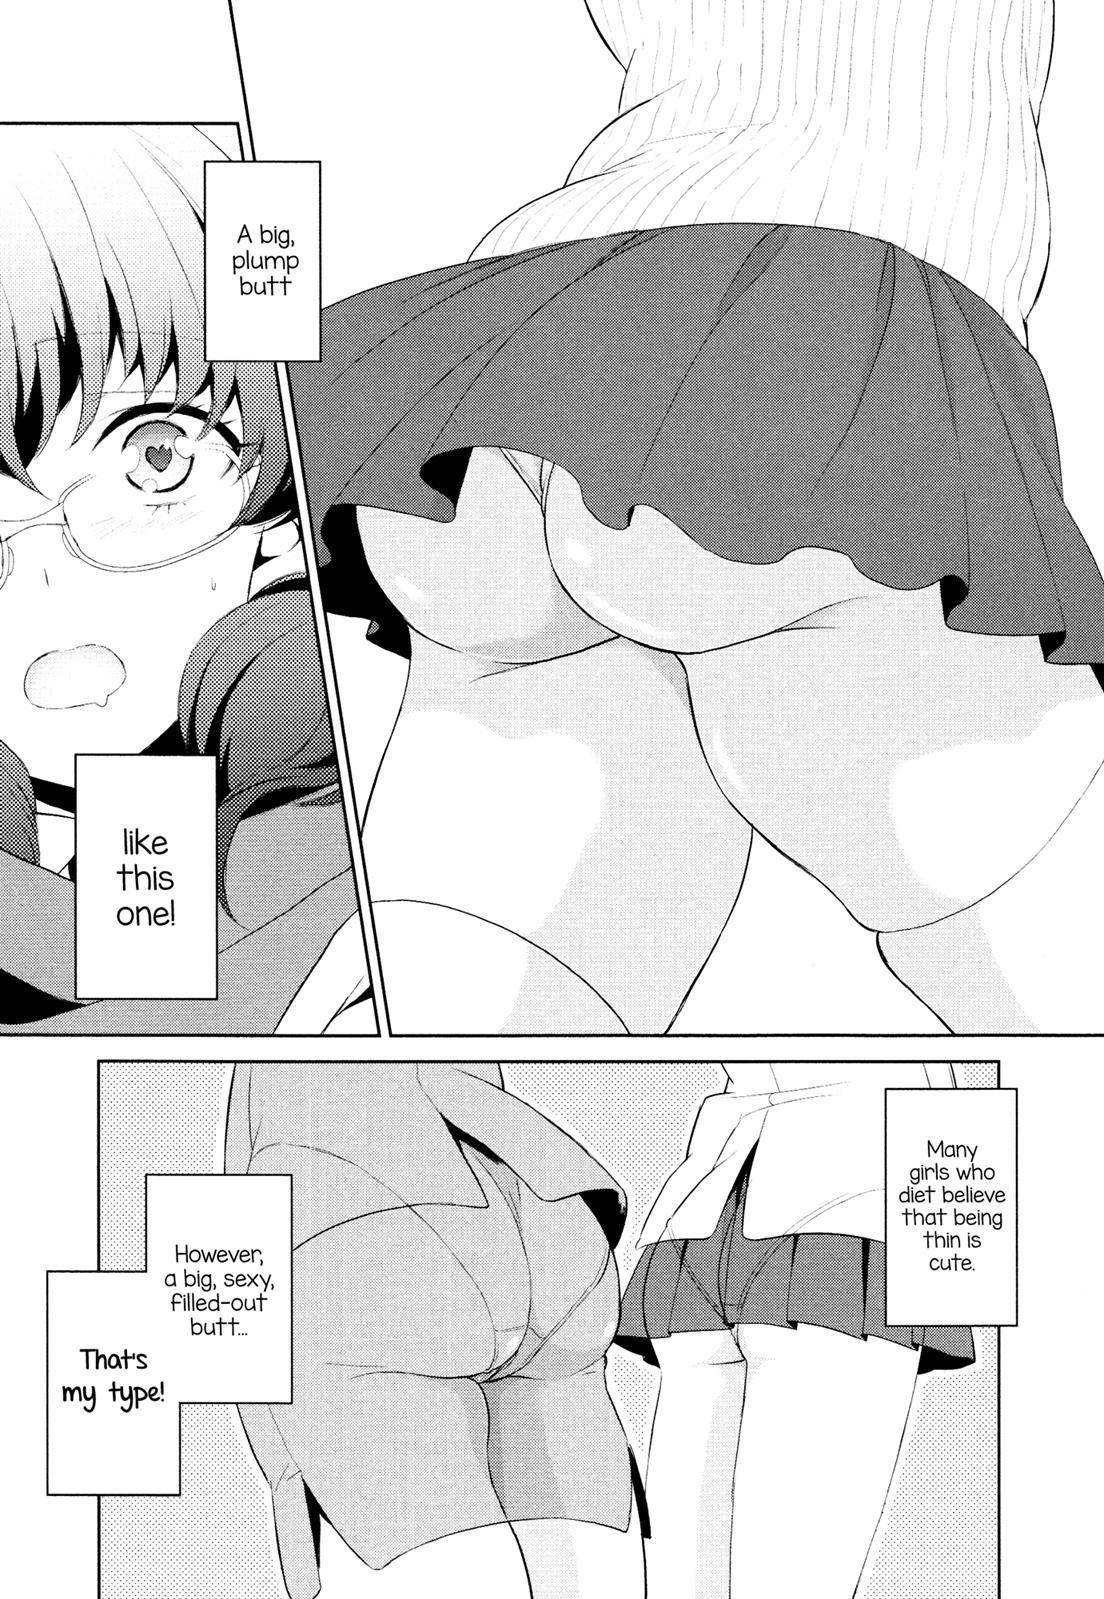 A big,
plump
butt
like
this
one!
Many
girls who
diet believe
that being
thin is
cute.
However,
a big, sexy,
filled-out
butt...
That's
my type!